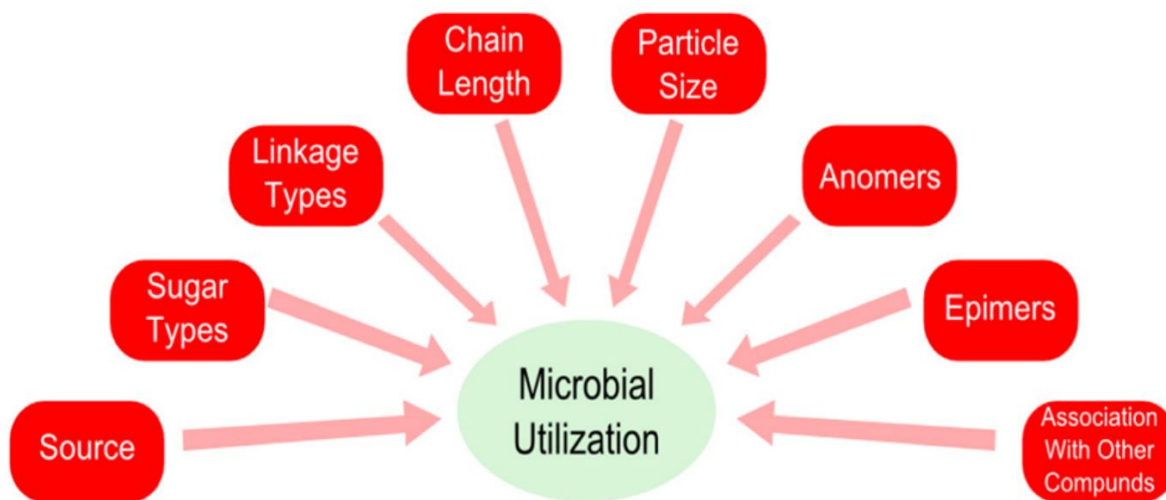 Chain
Length
Particle
Size
Linkage
Types
Anomers
Sugar
Types
Epimers
Microbial
Utilization
Source
Association
With Other
Compunds